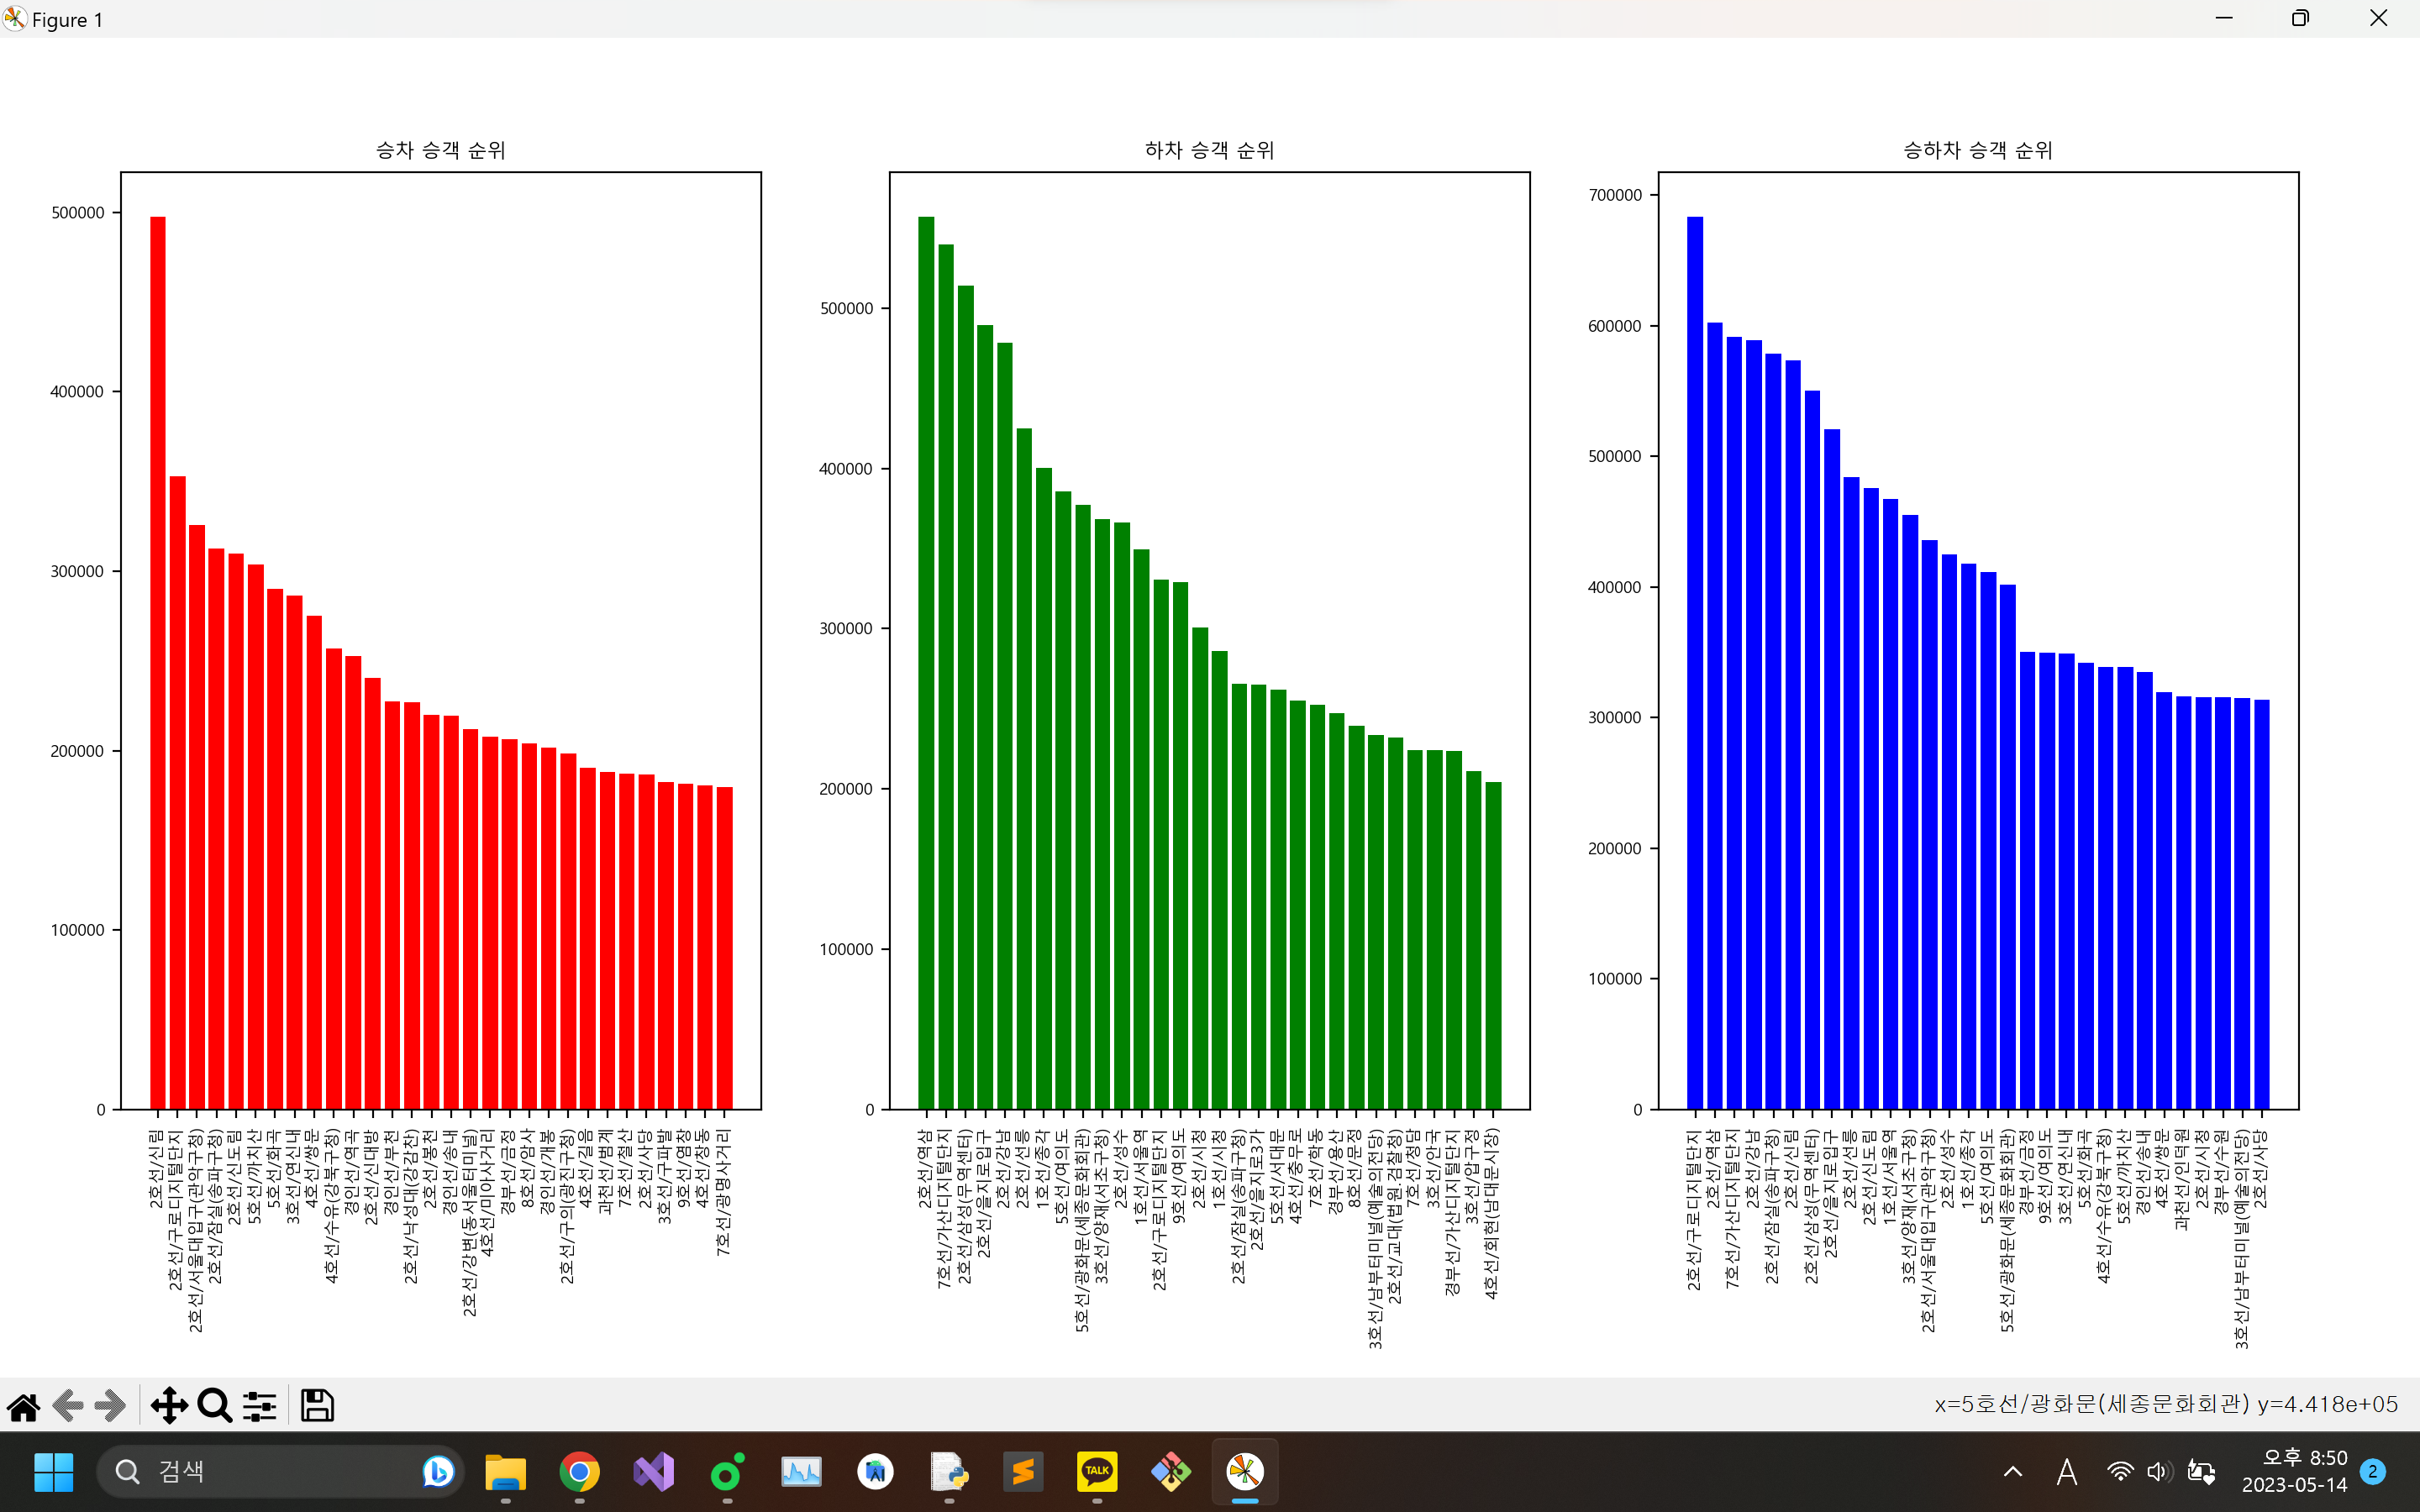 Figure 1
승차 승객 순위
500000
400000
300000
200000
100000
0
2호선/신림
2호선/구로디지털단지
2호선/서울대입구(관악구청)
2호선/잠실(송파구청)
2호선/신도림
5호선/까치산
5호선/화곡
3호선/연신내
4호선/쌍문
4호선/수유(강북구청)
경인선/역곡
2호선/신대방
경인선/부천
2호선/낙성대(강감찬)
2호선/봉천
경인선/송내
2호선/강변(동서울터미널)
4호선/미아사거리
경부선/금정
8호선/암사
경인선/개봉
2호선/구의(광진구청)
4호선/길음
과천선/범계
7호선/철산
2호선/사당
3호선/구파발
9호선/염창
4호선/창동
7호선/광명사거리
하차 승객 순위
500000
400000
300000
200000
100000
0
2호선/역삼
7호선/가산디지털단지
2호선/삼성(무역센터)
2호선/을지로입구
2호선/강남
2호선/선릉
1호선/종각
5호선/여의도
5호선/광화문(세종문화회관)
3호선/양재(서초구청)
2호선/성수
1호선/서울역
2호선/구로디지털단지
9호선/여의도
2호선/시청
1호선/시청
2호선/잠실(송파구청)
2호선/을지로3가
5호선/서대문
4호선/충무로
7호선/학동
경부선/용산
8호선/문정
3호선/남부터미널(예술의전당)
2호선/교대(법원.검찰청)
7호선/청담
3호선/안국
경부선/가산디지털단지
3호선/압구정
4호선/회현(남대문시장)
승하차 승객 순위
700000
600000
500000
400000
300000
200000
100000
0
2호선/구로디지털단지
2호선/역삼
7호선/가산디지털단지
2호선/강남
2호선/잠실(송파구청)
2호선/신림
2호선/삼성(무역센터)
2호선/을지로입구
2호선/선릉
2호선/신도림
1호선/서울역
3호선/양재(서초구청)
2호선/서울대입구(관악구청)
2호선/성수
1호선/종각
5호선/여의도
5호선/광화문(세종문화회관)
경부선/금정
9호선/여의도
3호선/연신내
5호선/화곡
4호선/수유(강북구청)
5호선/까치산
경인선/송내
4호선/쌍문
과천선/인덕원
2호선/시청
경부선/수원
3호선/남부터미널(예술의전당)
2호선/사당
x=5호선/광화문(세종문화회관) y=4.418e+05
검색
TALK
A
오후 8:50
2023-05-14
2